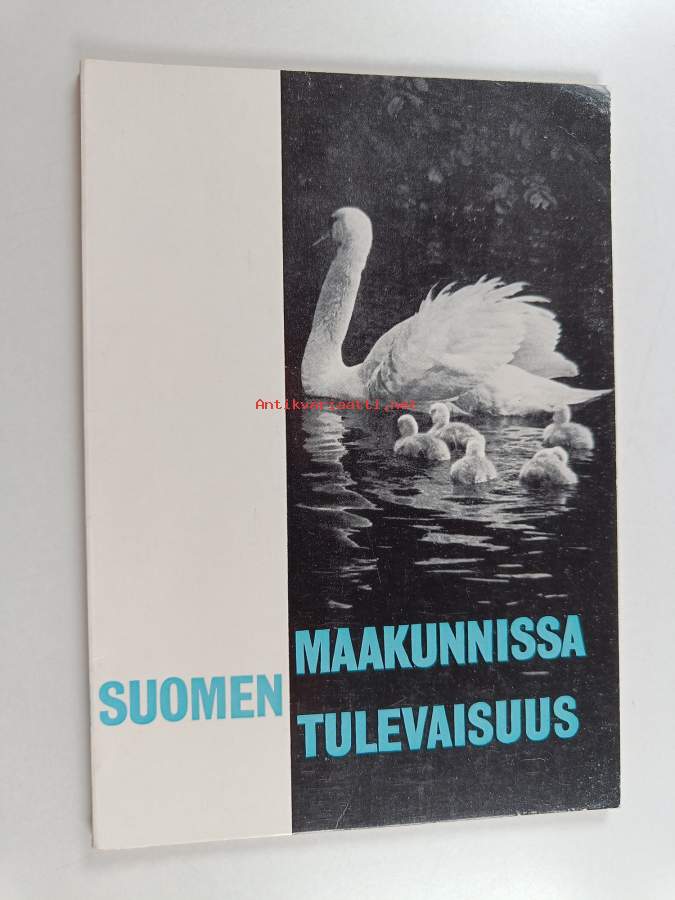 Antikvariaatti.net
MAAKUNNISSA
SUOMEN
TULEVAISUUS